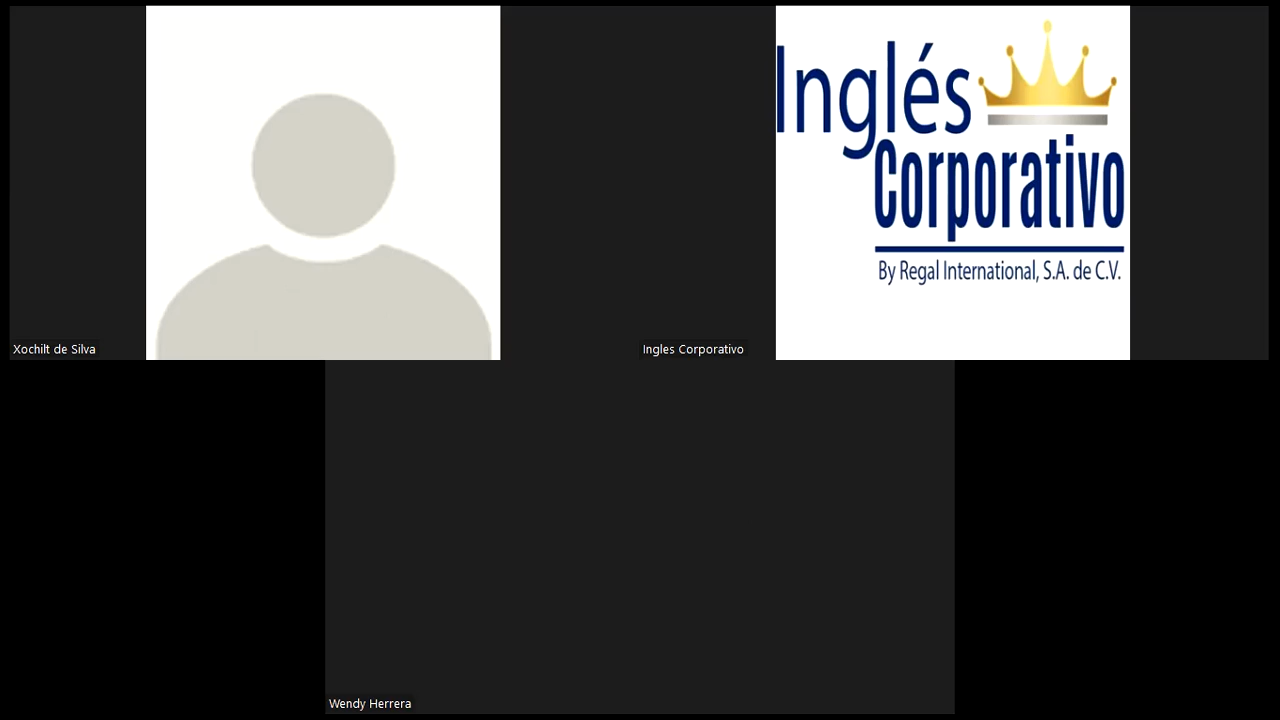 Inglés
Corporativo
By Regal International, S.A. de C.V.
Xochilt de Silva
Ingles Corporativo
Wendy Herrera